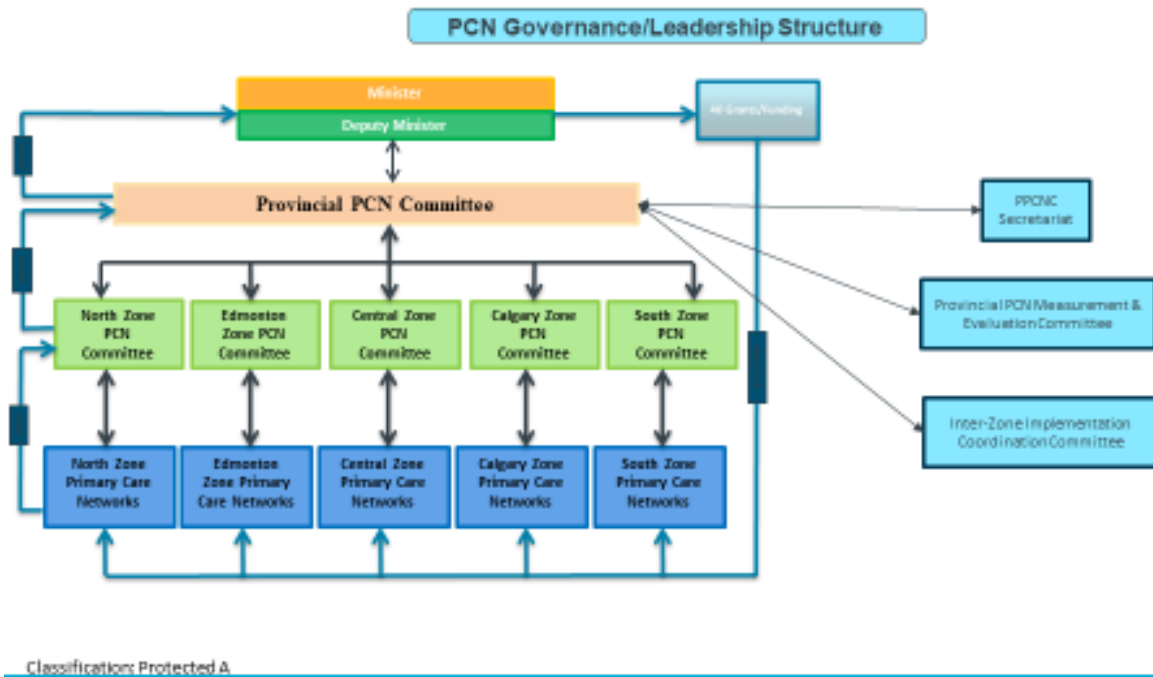 PCN Governance/Leadership Structure
Minister
Deputy Minister
Grants/Funding
Provincial PCN Committee
PPCNC
Secretariat
North Zone
PCN
Committee
Edmonton
Zone PCN
Committee
Central Zone
PCN
Committee
Calgary Zone
PCN
Committee
South Zone
PCN
Committee
Provincial PCN Measurement &
Evaluation Committee
Inter-Zone Implementation
Coordination Committee
North Zone
Primary Care
Networks
Edmonton
Zone Primary
Care Networks
Central Zone
Primary Care
Networks
Calgary Zone
Primary Care
Networks
South Zone
Primary Care
Networks
Classification: Protected A